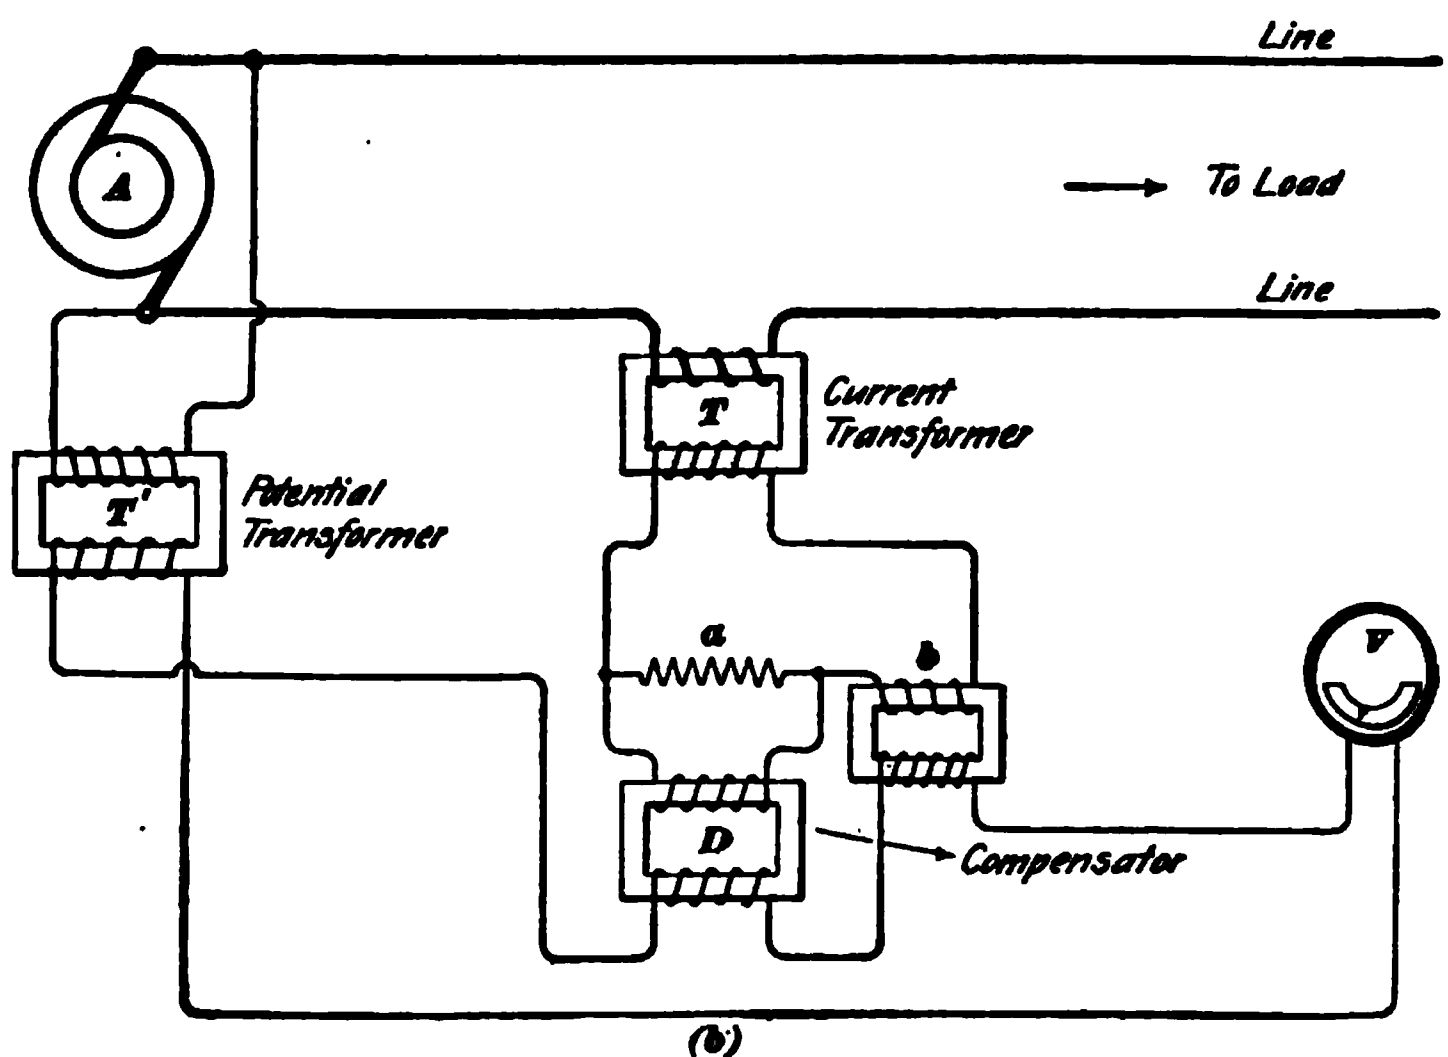 Line
A
To Load
Line
T
Current
Transformer
T'
Potential
Transformer
a
b
V
D
Compensator
(b)